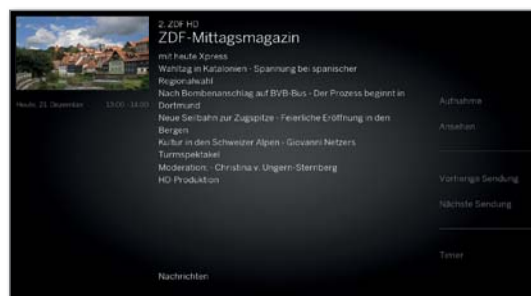 2. ZDF HD
ZDF-Mittagsmagazin
mit heute Xpress
Wahltag in Katalonien - Spannung bei spanischer
Regionalwahl
Nach Bombenanschlag auf BVB-Bus - Der Prozess beginnt in
Dortmund
Neue Seilbahn zur Zugspitze - Feierliche Eröffnung in den
Bergen
Kultur in den Schweizer Alpen - Giovanni Netzers
Turmspektakel
Moderation: - Christina v. Ungern-Sternberg
HD-Produktion
Heute, 21. Dezember 13:00 - 14:00
Aufnahme
Ansehen
Vorherige Sendung
Nächste Sendung
Timer
Nachrichten